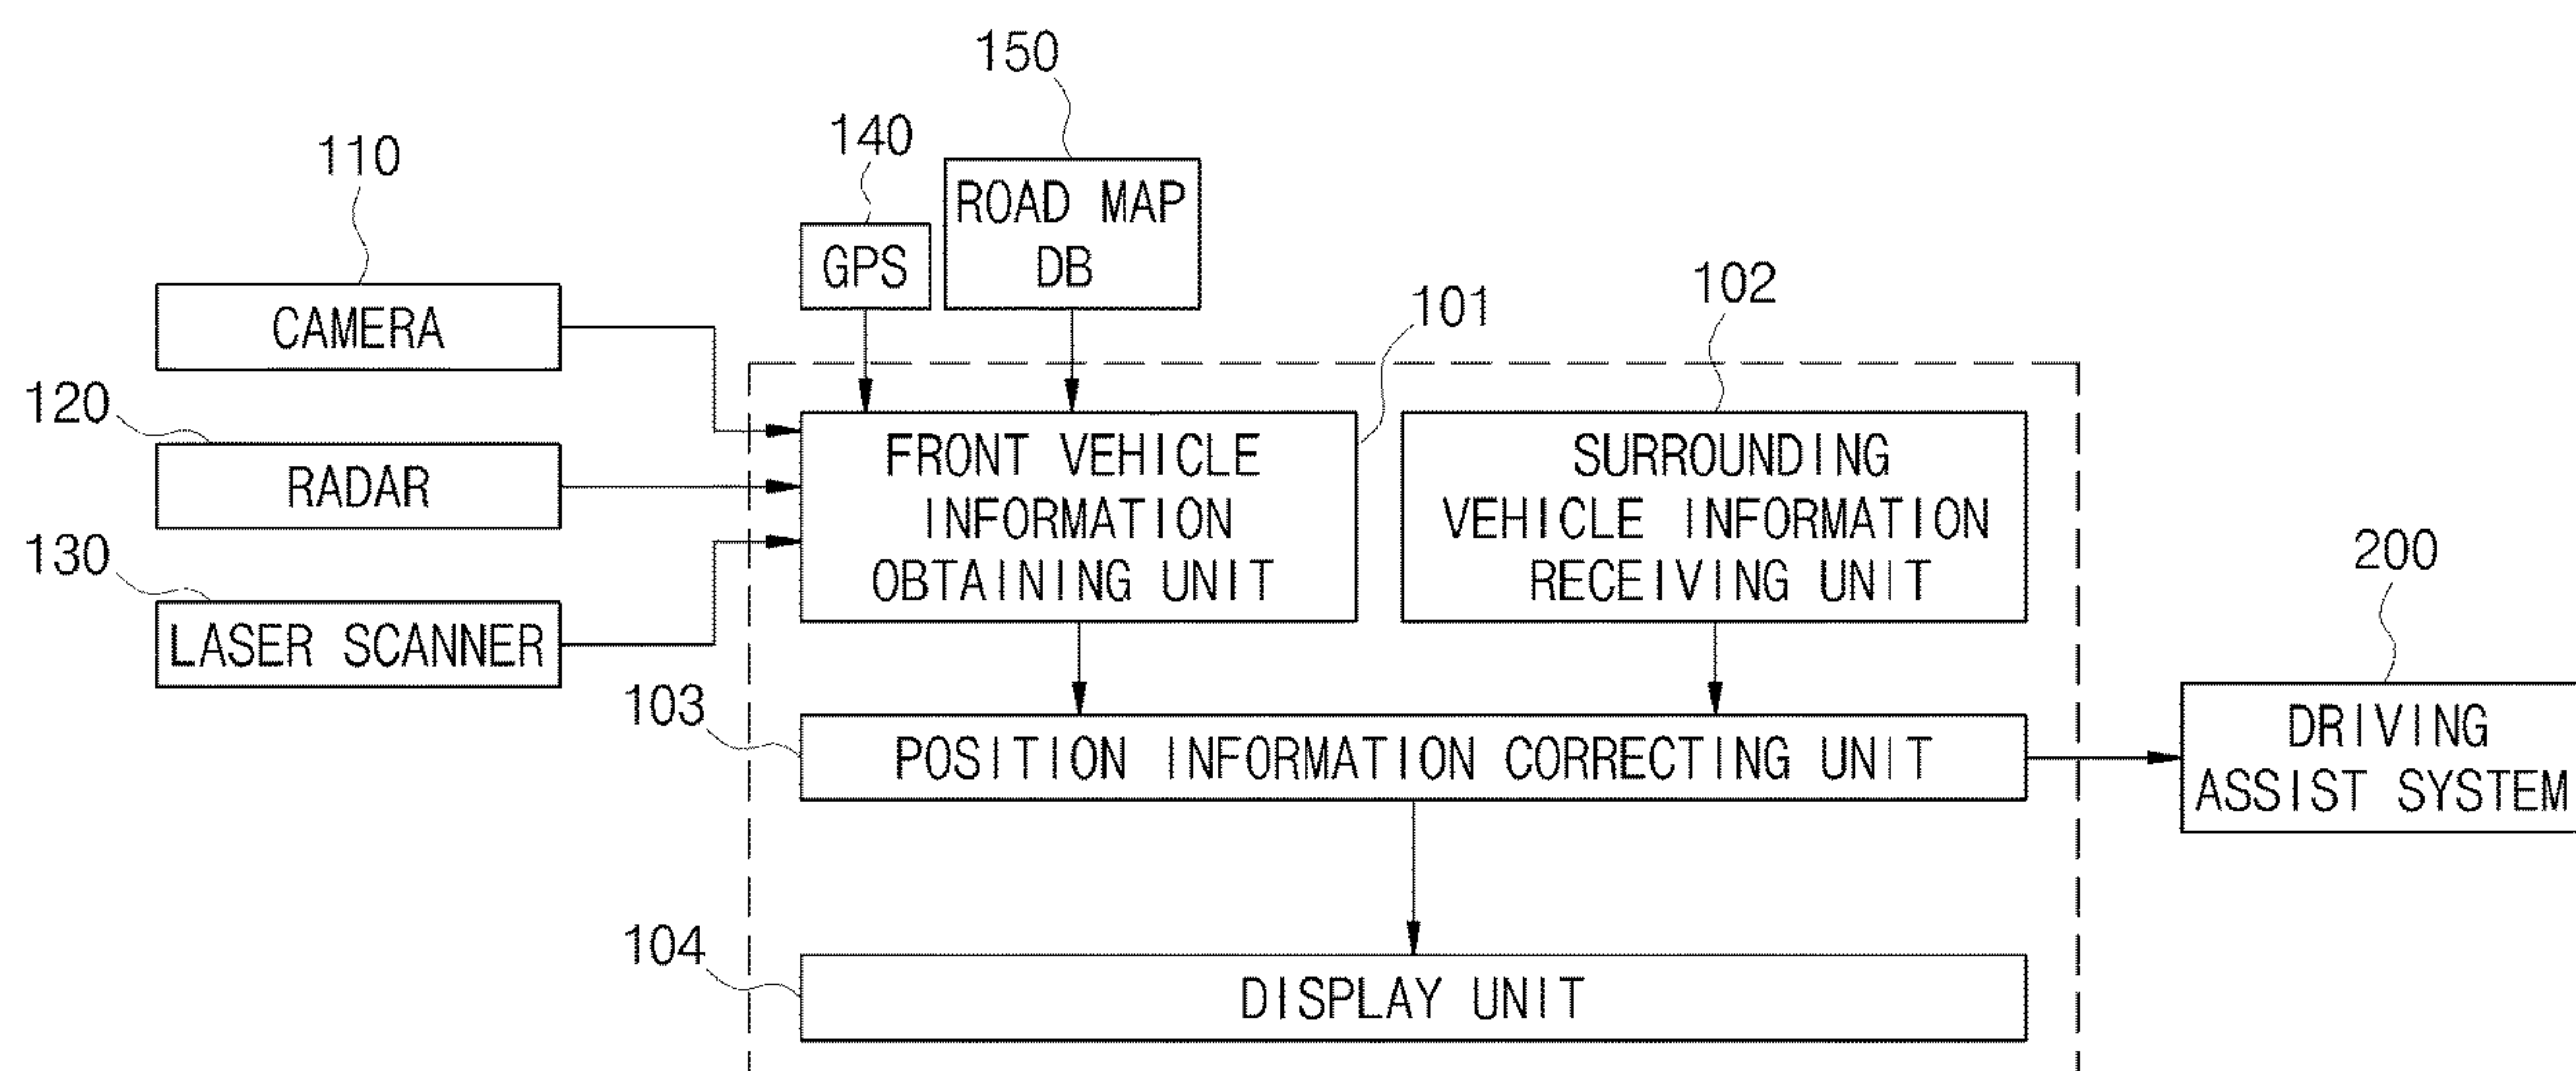 150
140
110
ROAD MAP
DB
GPS
102
101
CAMERA
120
FRONT VEHICLE
INFORMATION
OBTAINING UNIT
SURROUNDING
VEHICLE INFORMATION
RECEIVING UNIT
RADAR
130
200
LASER SCANNER
103
POSITION INFORMATION CORRECTING UNIT
DRIVING
ASSIST SYSTEM
104
DISPLAY UNIT